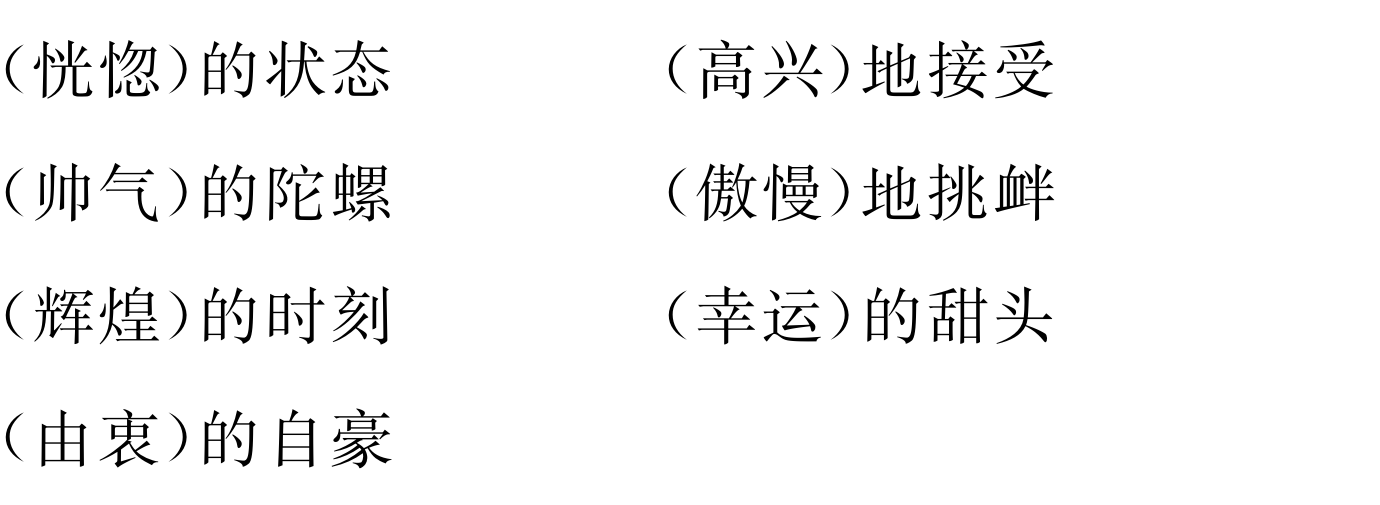 （恍惚）的状态　　　　（高兴）地接受
（帅气）的陀螺　　　　（傲慢）地挑衅
（辉煌）的时刻　　　　（幸运）的甜头
（由衷）的自豪